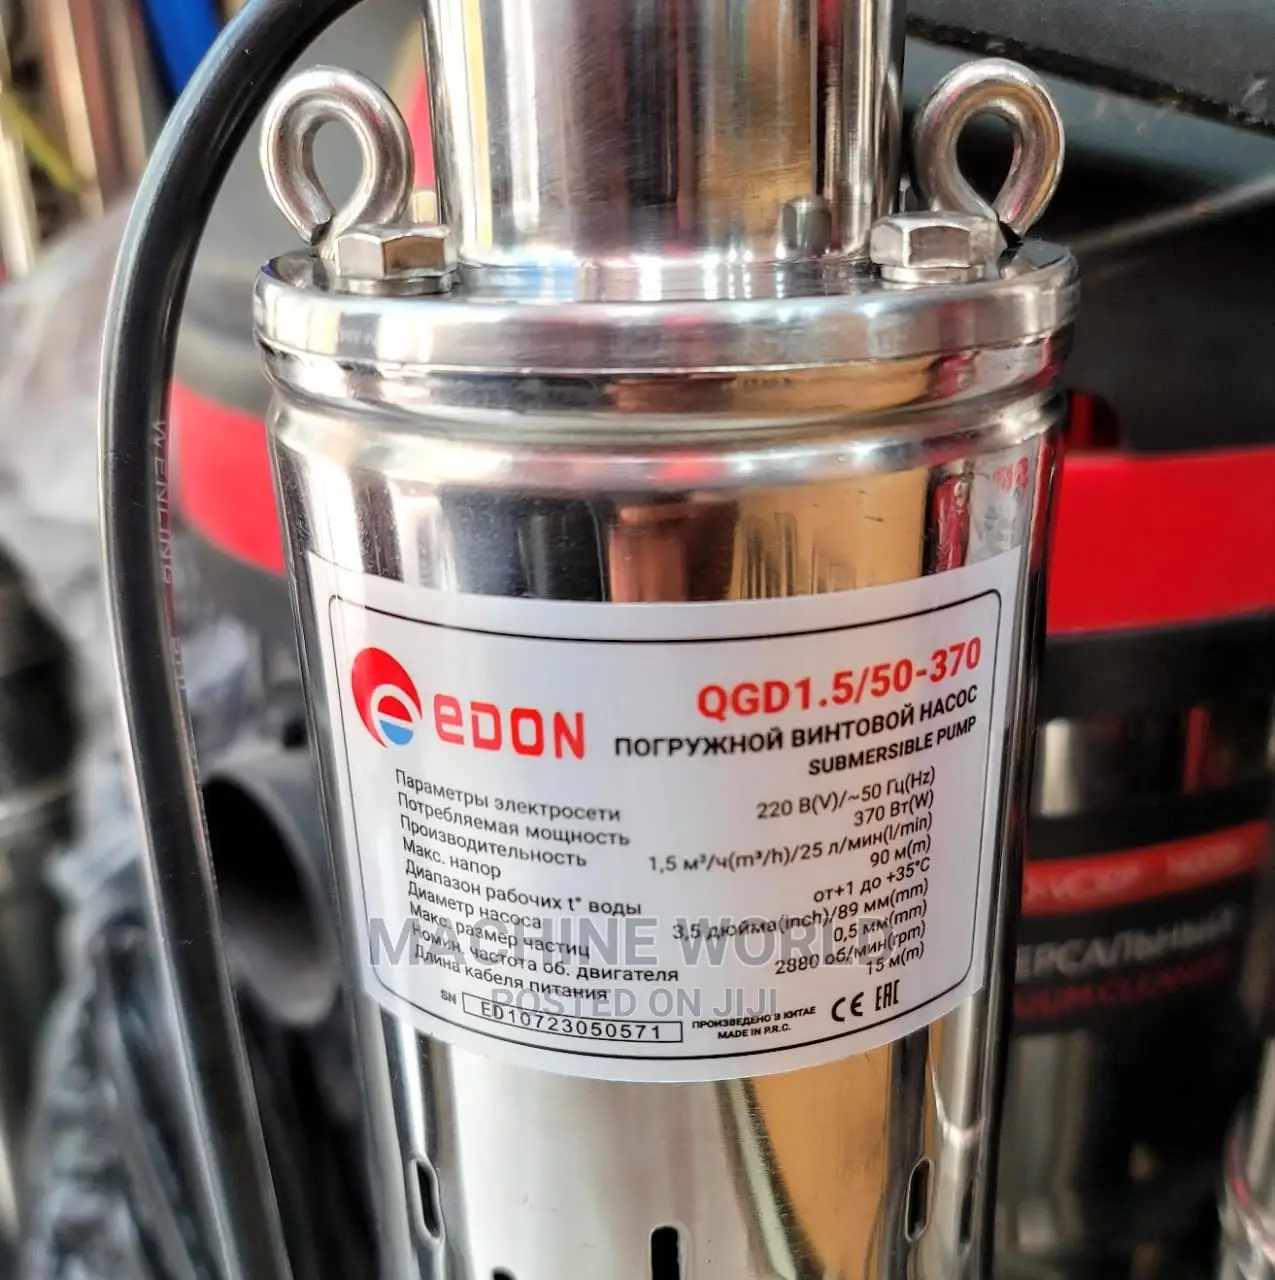 eDON
QGD1.5/50-370
ПОГРУЖНОЙ ВИНТОВОЙ НАСОС
SUBMERSIBLE PUMP
Параметры электросети 220 В(V)/~50 Гц(Hz)
Потребляемая мощность 370 Вт(W)
Производительность 1,5 м³/ч(m³/h)/25 л/мин(l/min)
Макс. напор 90 м(m)
Диапазон рабочих t° воды от+1 до +35°C
Диаметр насоса 3,5 дюйма(inch)/89 мм(mm)
Макс. размер частиц 0,5 мм(mm)
Номин. частота об. двигателя 2880 об/мин(rpm)
Длина кабеля питания 15 м(m)
SN ED10723050571
ПРОИЗВЕДЕНО В КИТАЕ
MADE IN P.R.C.
CE EAC
MACHINE WORLD
POSTED ON JIJI